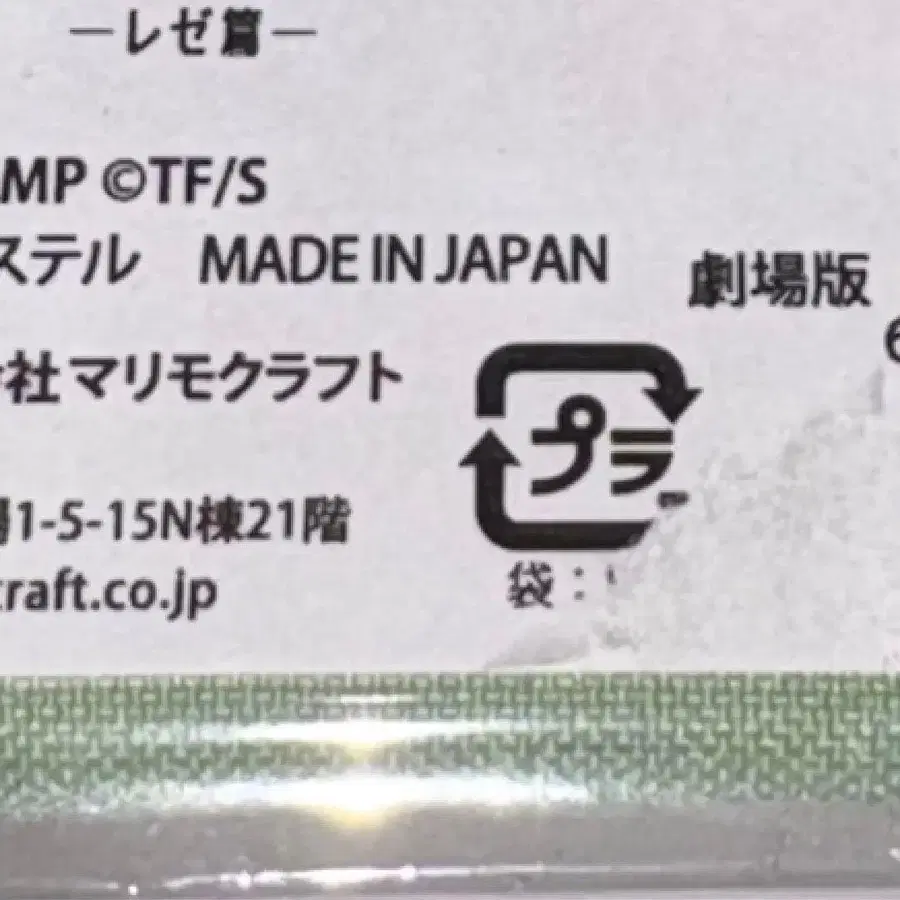 ―レゼ篇―
MP ©TF/S
ステル　MADE IN JAPAN
劇場版
社マリモクラフト
プラ
1-5-15N棟21階
袋：
raft.co.jp